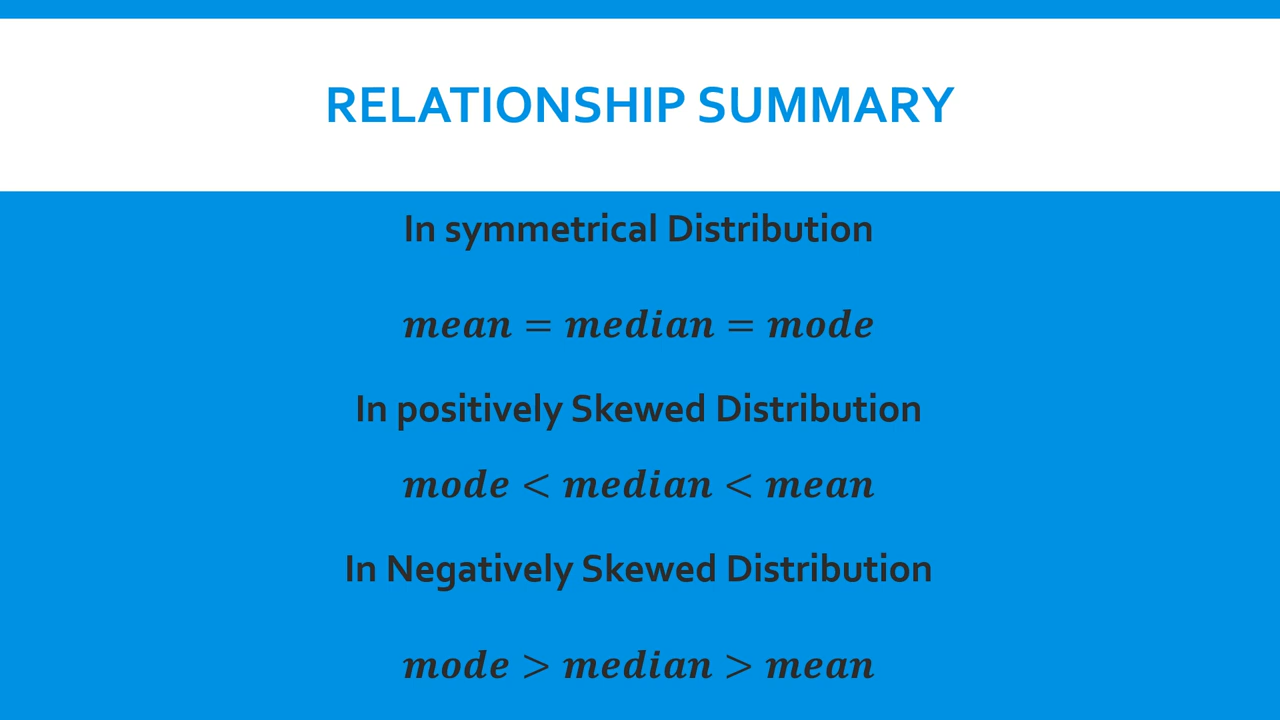 RELATIONSHIP SUMMARY
In symmetrical Distribution
mean = median = mode
In positively Skewed Distribution
mode < median < mean
In Negatively Skewed Distribution
mode > median > mean